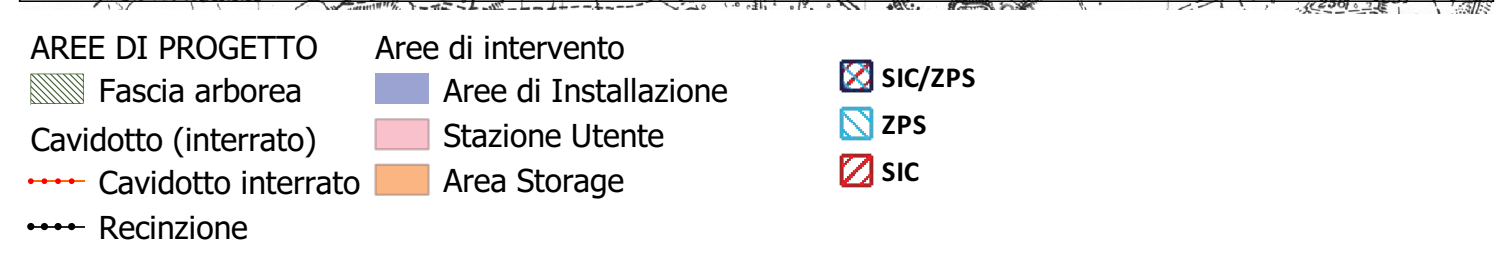 AREE DI PROGETTO
Fascia arborea
Cavidotto (interrato)
Cavidotto interrato
Recinzione
Aree di intervento
Aree di Installazione
Stazione Utente
Area Storage
SIC/ZPS
ZPS
SIC